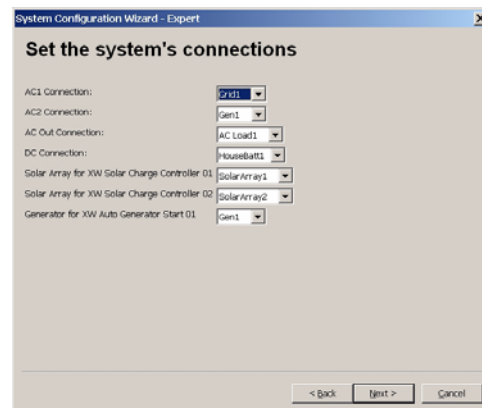 System Configuration Wizard - Expert
Set the system's connections
AC1 Connection: Grid1
AC2 Connection: Gen1
AC Out Connection: AC Load1
DC Connection: HouseBatt1
Solar Array for XW Solar Charge Controller 01 SolarArray1
Solar Array for XW Solar Charge Controller 02 SolarArray2
Generator for XW Auto Generator Start 01 Gen1
< Back Next > Cancel